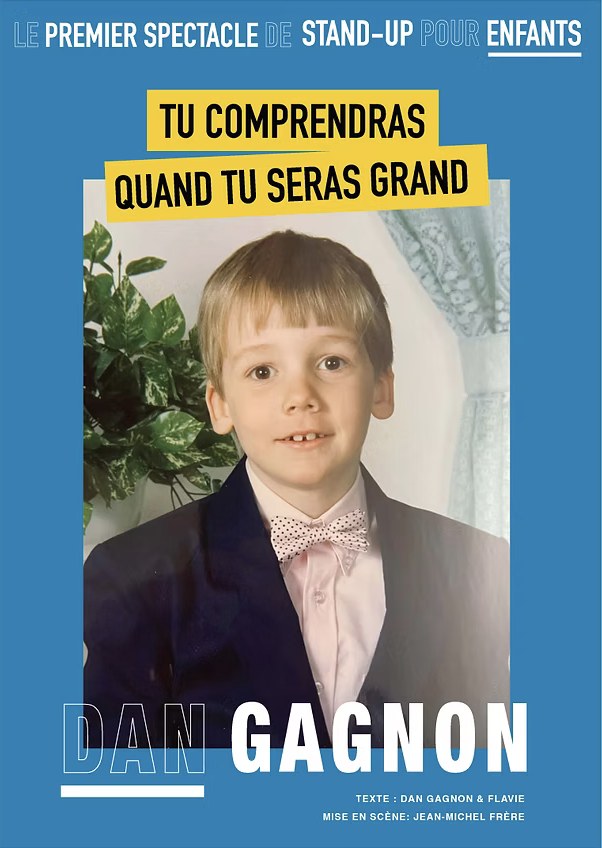 LE PREMIER SPECTACLE DE STAND-UP POUR ENFANTS
TU COMPRENDRAS
QUAND TU SERAS GRAND
DAN GAGNON
TEXTE : DAN GAGNON & FLAVIE
MISE EN SCÈNE: JEAN-MICHEL FRÈRE